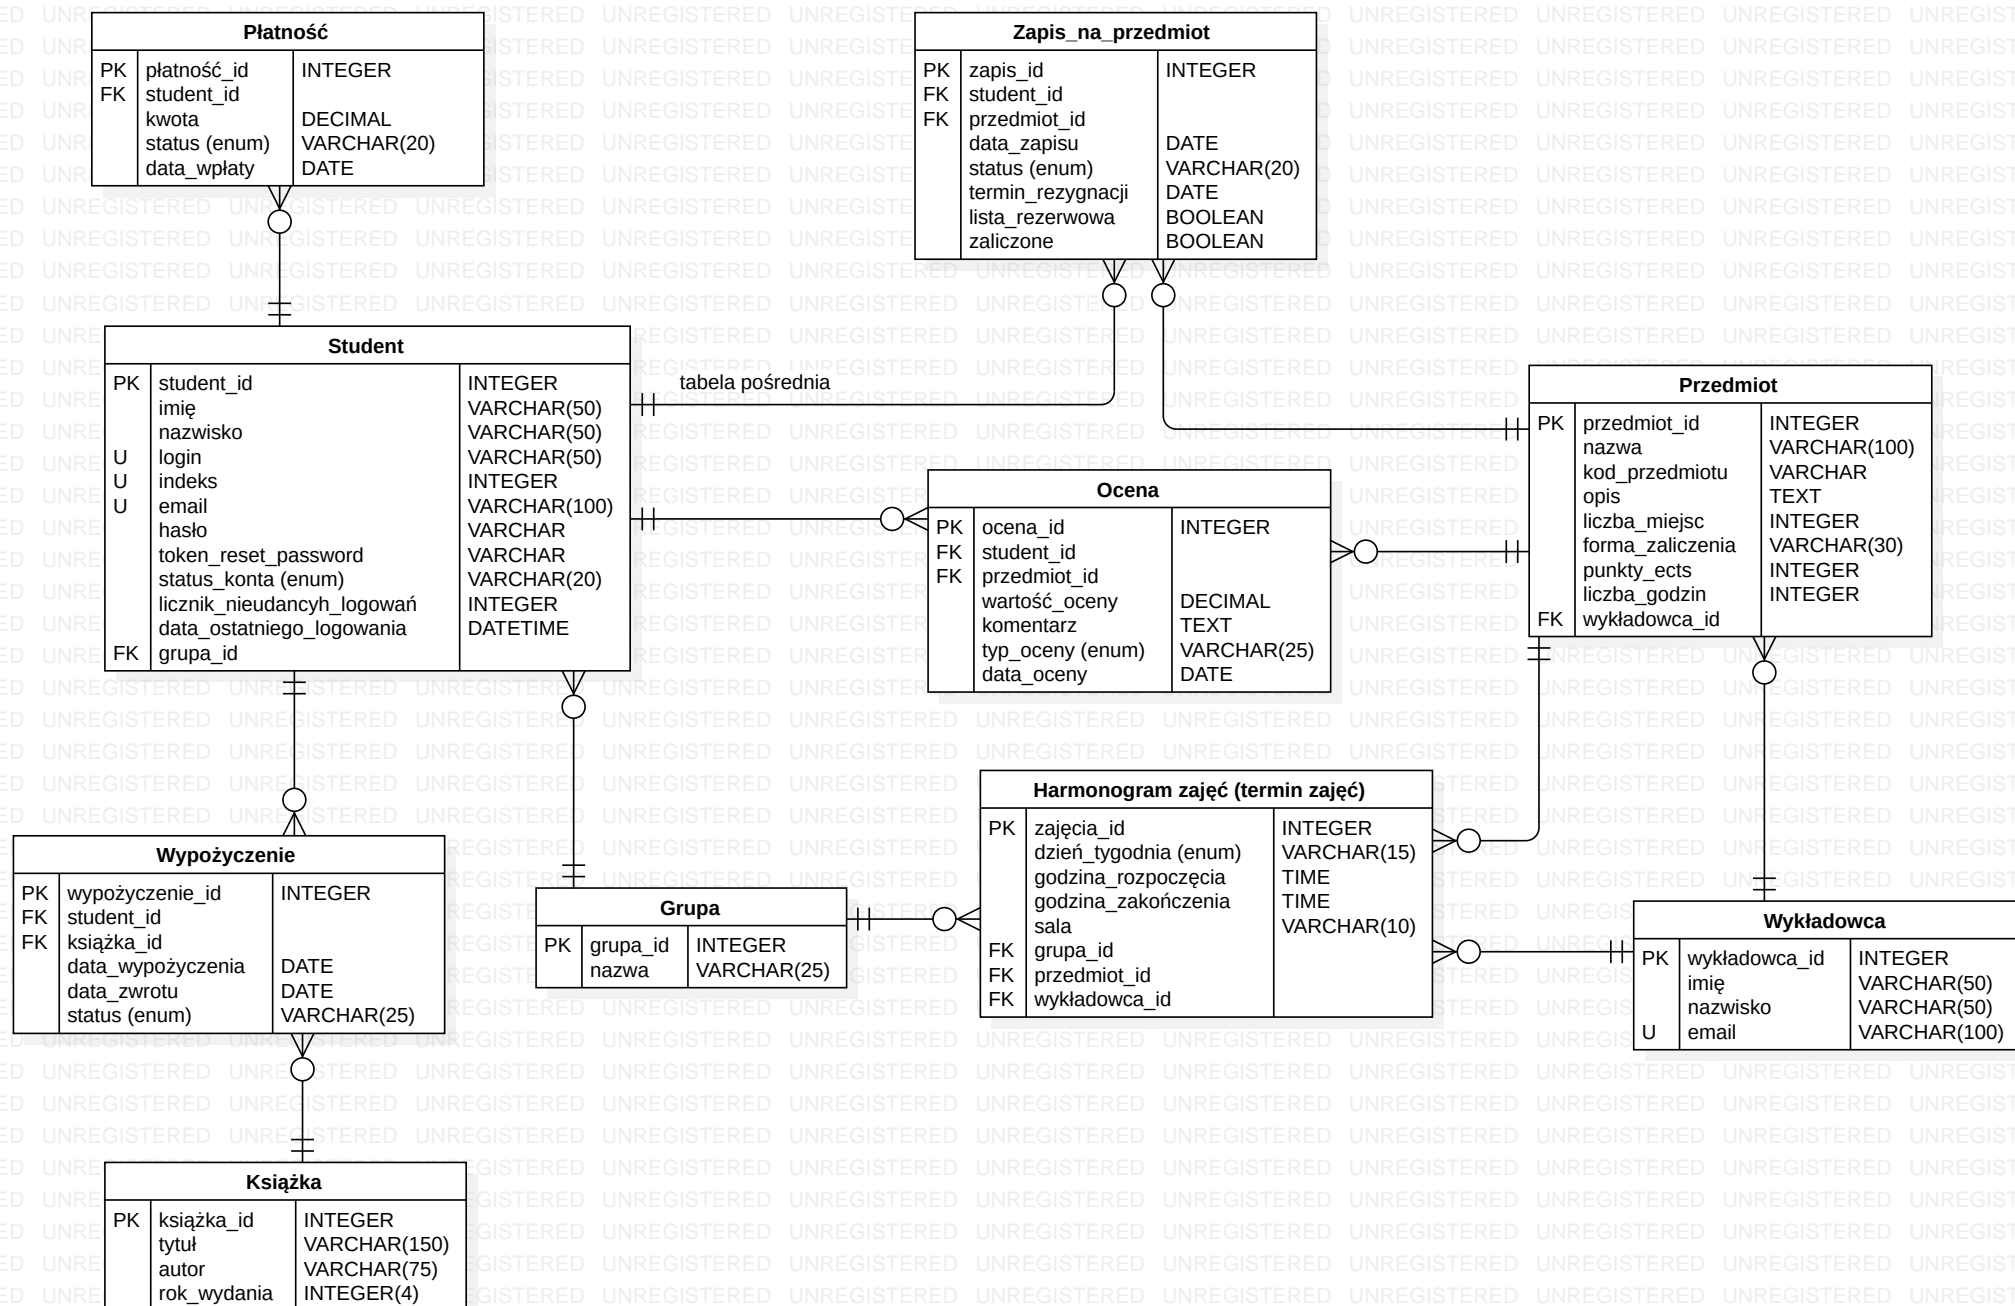 Płatność
PK płatność_id INTEGER
FK student_id
kwota DECIMAL
status (enum) VARCHAR(20)
data_wpłaty DATE
Zapis_na_przedmiot
PK zapis_id INTEGER
FK student_id
FK przedmiot_id
data_zapisu DATE
status (enum) VARCHAR(20)
termin_rezygnacji DATE
lista_rezerwowa BOOLEAN
zaliczone BOOLEAN
Student
PK student_id INTEGER
imię VARCHAR(50)
nazwisko VARCHAR(50)
U login VARCHAR(50)
U indeks INTEGER
U email VARCHAR(100)
hasło VARCHAR
token_reset_password VARCHAR
status_konta (enum) VARCHAR(20)
licznik_nieudancyh_logowań INTEGER
data_ostatniego_logowania DATETIME
FK grupa_id
tabela pośrednia
Przedmiot
PK przedmiot_id INTEGER
nazwa VARCHAR(100)
kod_przedmiotu VARCHAR
opis TEXT
liczba_miejsc INTEGER
forma_zaliczenia VARCHAR(30)
punkty_ects INTEGER
liczba_godzin INTEGER
FK wykładowca_id
Ocena
PK ocena_id INTEGER
FK student_id
FK przedmiot_id
wartość_oceny DECIMAL
komentarz TEXT
typ_oceny (enum) VARCHAR(25)
data_oceny DATE
Harmonogram zajęć (termin zajęć)
PK zajęcia_id INTEGER
dzień_tygodnia (enum) VARCHAR(15)
godzina_rozpoczęcia TIME
godzina_zakończenia TIME
sala VARCHAR(10)
FK grupa_id
FK przedmiot_id
FK wykładowca_id
Wypożyczenie
PK wypożyczenie_id INTEGER
FK student_id
FK książka_id
data_wypożyczenia DATE
data_zwrotu DATE
status (enum) VARCHAR(25)
Grupa
PK grupa_id INTEGER
nazwa VARCHAR(25)
Wykładowca
PK wykładowca_id INTEGER
imię VARCHAR(50)
nazwisko VARCHAR(50)
U email VARCHAR(100)
Książka
PK książka_id INTEGER
tytuł VARCHAR(150)
autor VARCHAR(75)
rok_wydania INTEGER(4)
UNREGISTERED